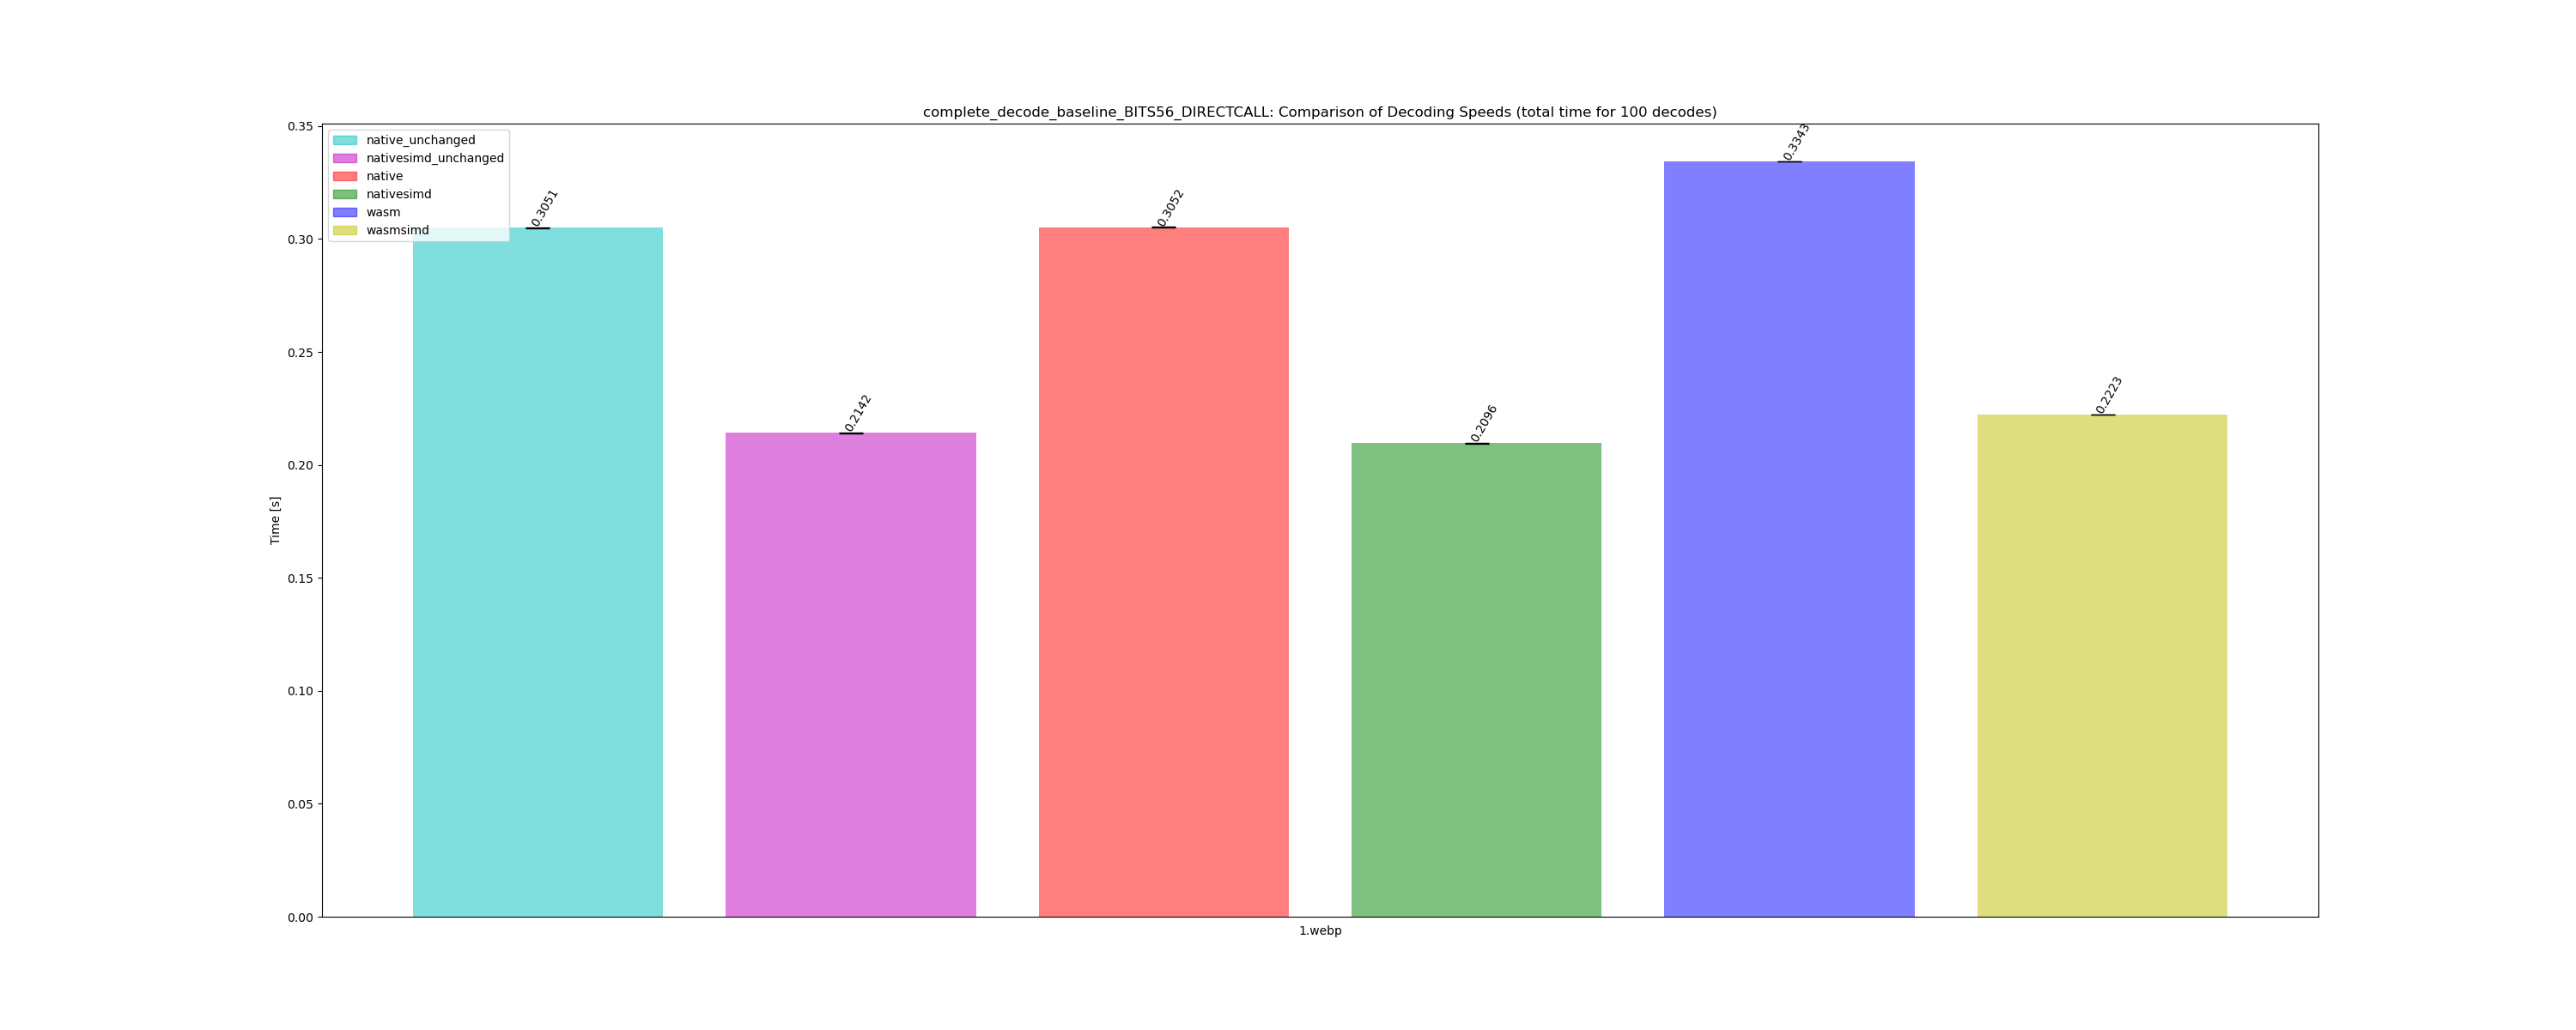 complete_decode_baseline_BITS56_DIRECTCALL: Comparison of Decoding Speeds (total time for 100 decodes)
0.35
0.30
0.25
0.20
0.15
0.10
0.05
0.00
Time [s]
native_unchanged
nativesimd_unchanged
native
nativesimd
wasm
wasmsimd
0.3051
0.2142
0.3052
0.2096
0.3343
0.2223
1.webp